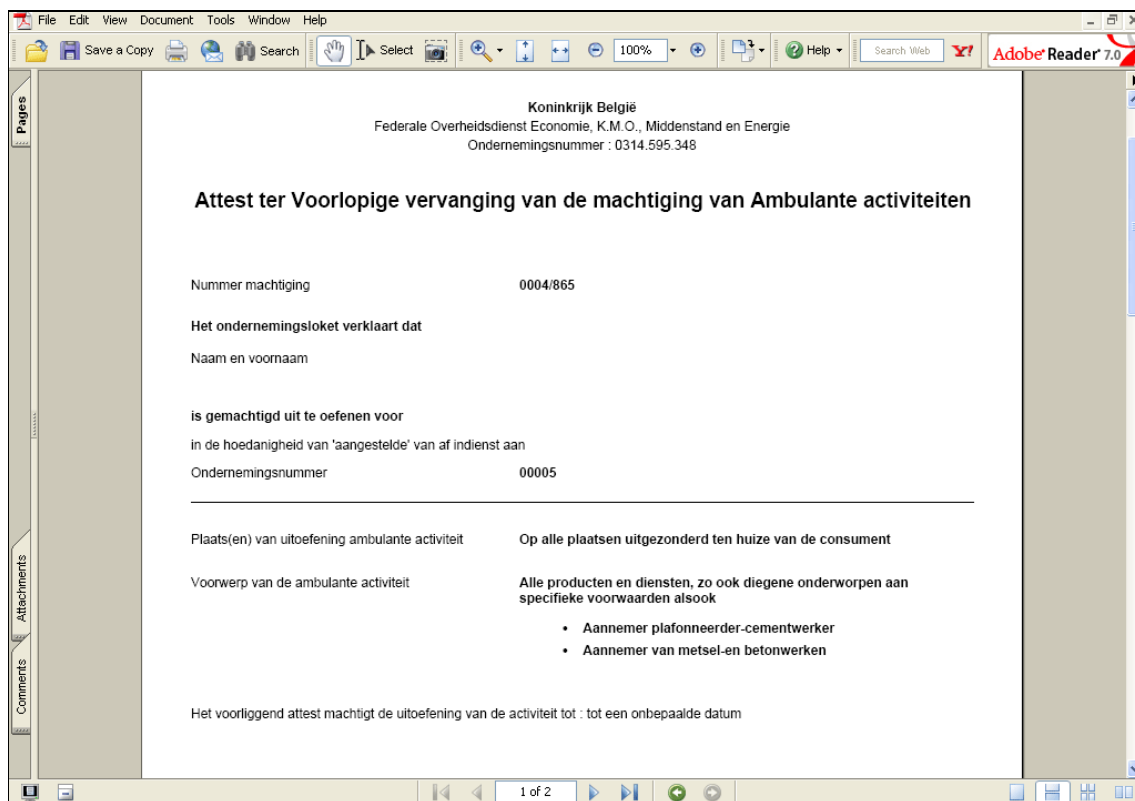 File Edit View Document Tools Window Help
Save a Copy Search Select 100% Help Search Web Y! Adobe Reader 7.0
Pages
Koninkrijk België
Federale Overheidsdienst Economie, K.M.O., Middenstand en Energie
Ondernemingsnummer : 0314.595.348
Attest ter Voorlopige vervanging van de machtiging van Ambulante activiteiten
Nummer machtiging 0004/865
Het ondernemingsloket verklaart dat
Naam en voornaam
is gemachtigd uit te oefenen voor
in de hoedanigheid van 'aangestelde' van af indienst aan
Ondernemingsnummer 00005
Plaats(en) van uitoefening ambulante activiteit Op alle plaatsen uitgezonderd ten huize van de consument
Attachments
Voorwerp van de ambulante activiteit Alle producten en diensten, zo ook diegene onderworpen aan
specifieke voorwaarden alsook
• Aannemer plafonneerder-cementwerker
• Aannemer van metsel-en betonwerken
Comments
Het voorliggend attest machtigt de uitoefening van de activiteit tot : tot een onbepaalde datum
1 of 2